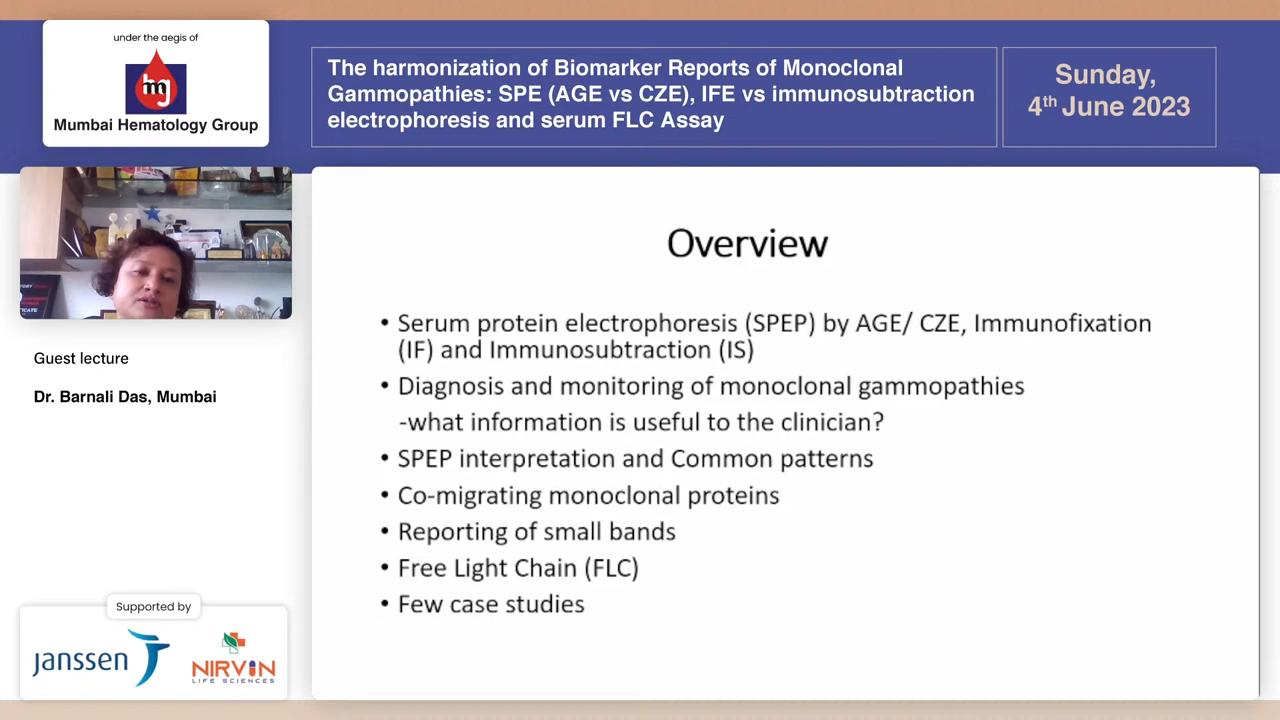 under the aegis of
mg
Mumbai Hematology Group
The harmonization of Biomarker Reports of Monoclonal
Gammopathies: SPE (AGE vs CZE), IFE vs immunosubtraction
electrophoresis and serum FLC Assay
Sunday,
4th June 2023
Guest lecture
Dr. Barnali Das, Mumbai
Supported by
janssen
NIRVIN
LIFE SCIENCES
Overview
• Serum protein electrophoresis (SPEP) by AGE/ CZE, Immunofixation
(IF) and Immunosubtraction (IS)
• Diagnosis and monitoring of monoclonal gammopathies
-what information is useful to the clinician?
• SPEP interpretation and Common patterns
• Co-migrating monoclonal proteins
• Reporting of small bands
• Free Light Chain (FLC)
• Few case studies